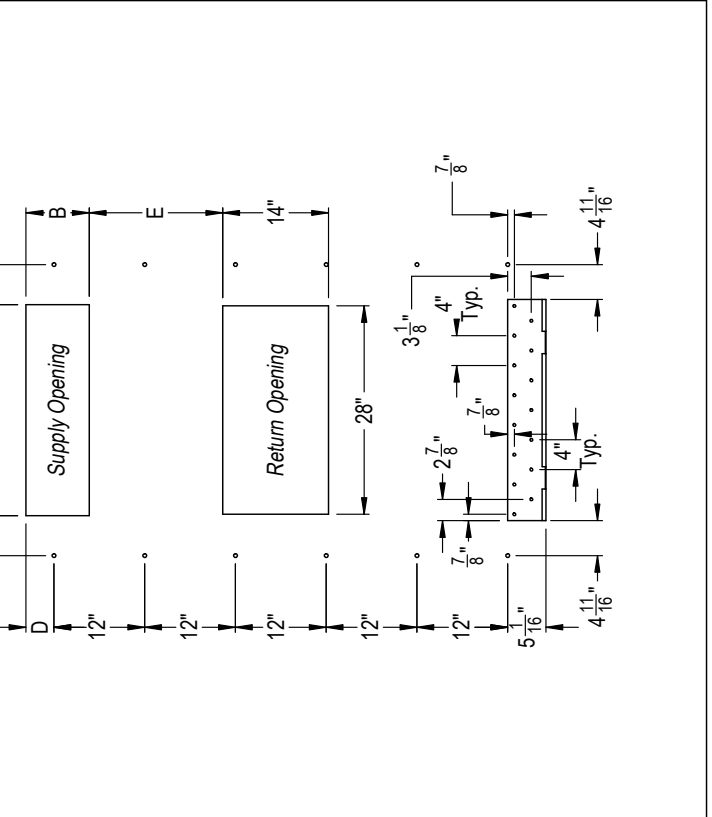 B
E
14"
Supply Opening
Return Opening
28"
D
12"
12"
12"
12"
12"
5 1/16"
4 11/16"
7/8"
2 7/8"
7/8"
4"
Typ.
3 1/8"
4"
Typ.
7/8"
4 11/16"